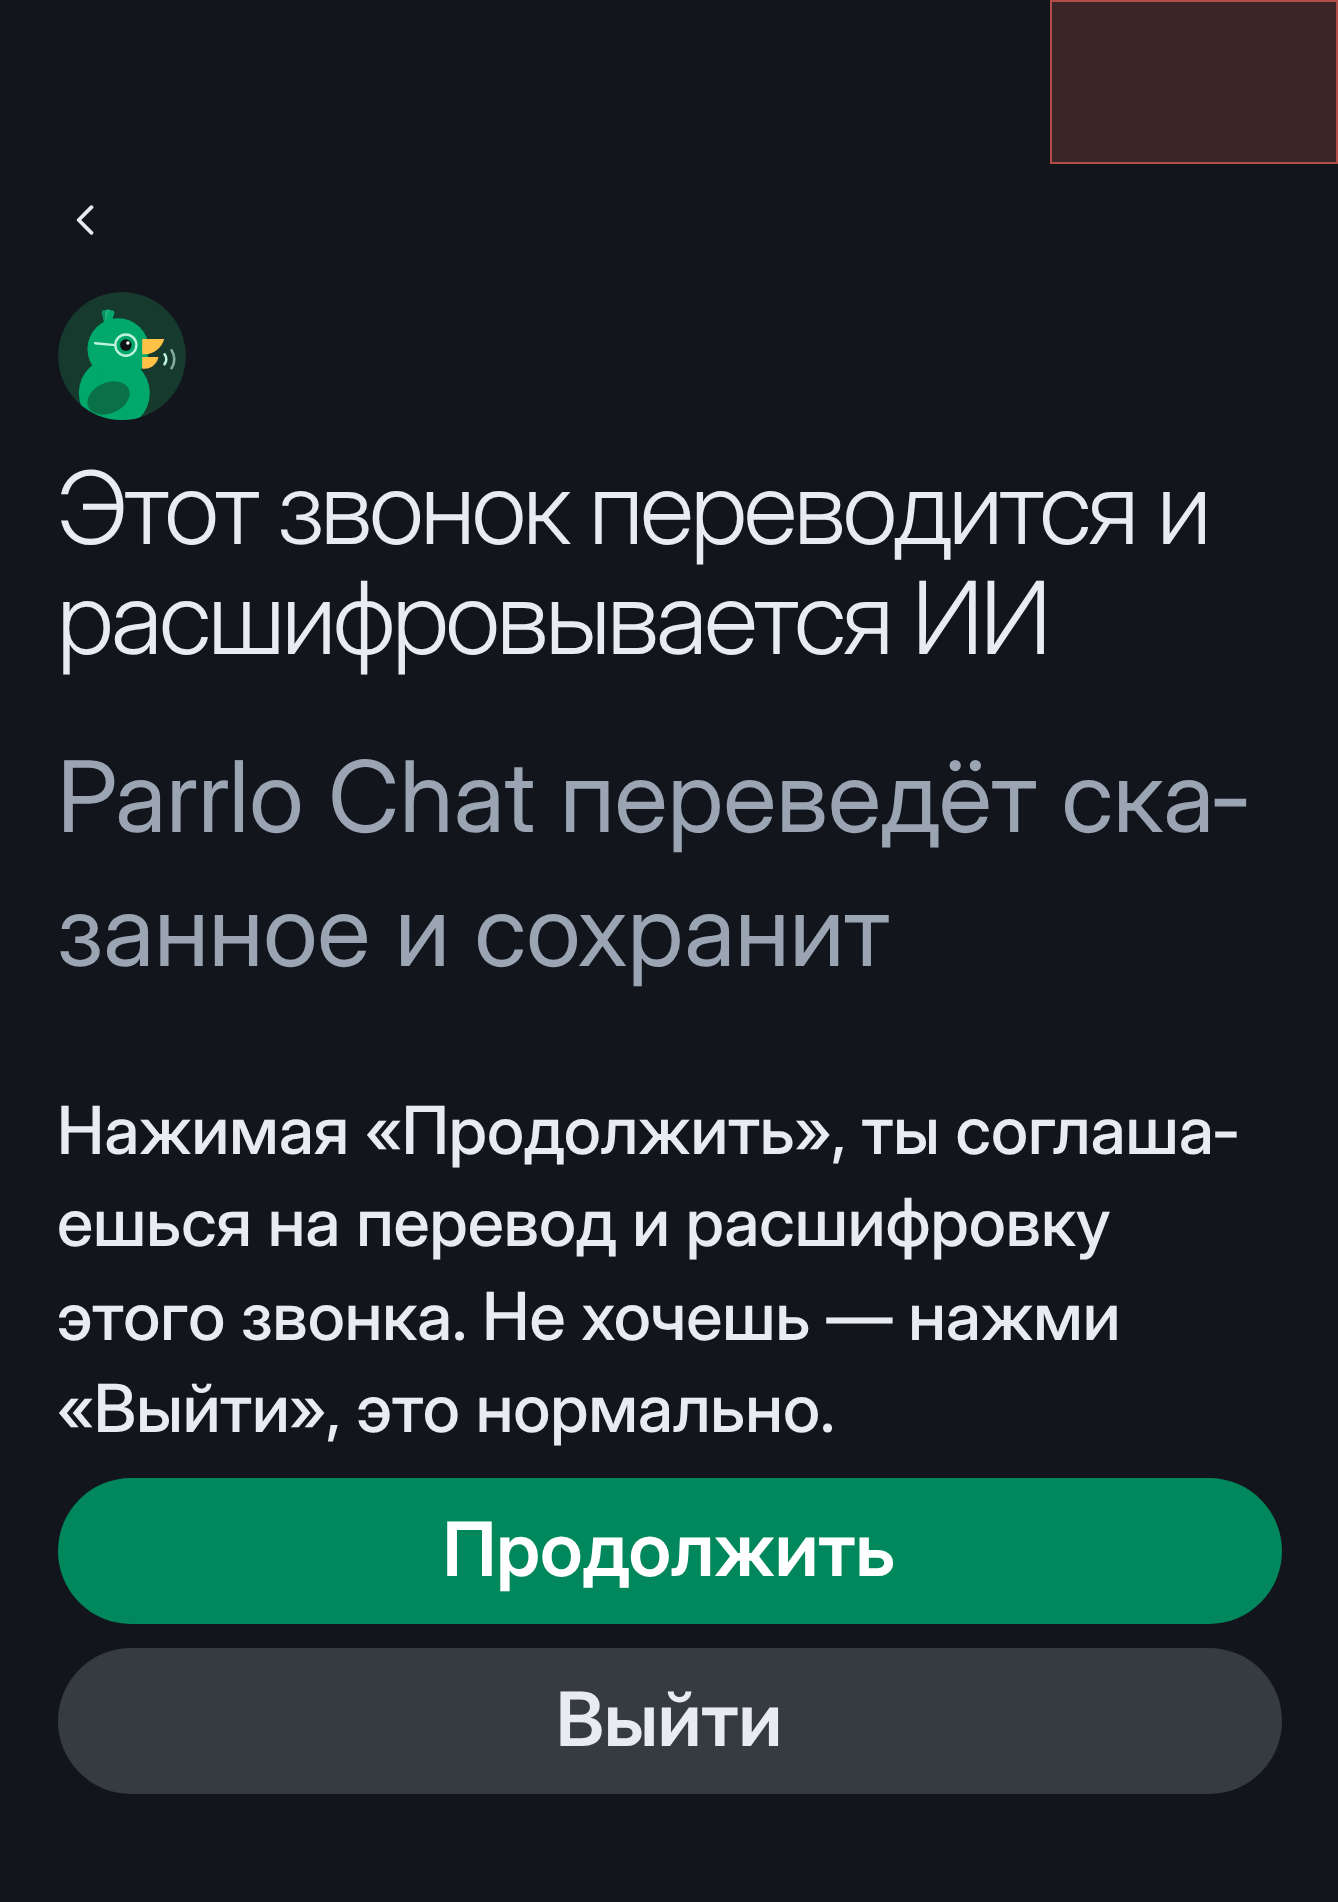 Этот звонок переводится и
расшифровывается ИИ
Parrlo Chat переведёт ска-
занное и сохранит
Нажимая «Продолжить», ты соглаша-
ешься на перевод и расшифровку
этого звонка. Не хочешь — нажми
«Выйти», это нормально.
Продолжить
Выйти